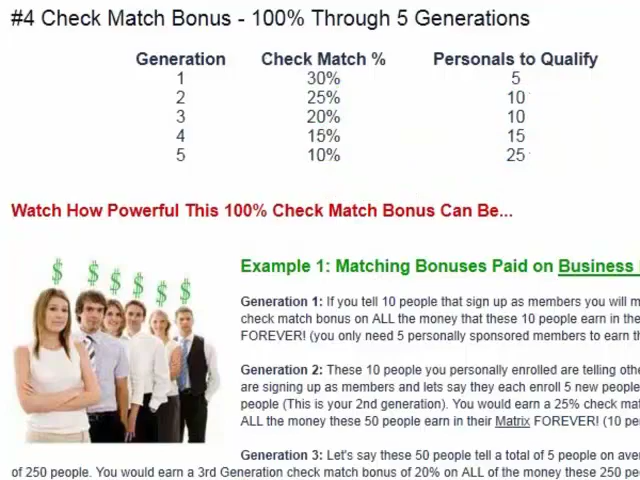 #4 Check Match Bonus - 100% Through 5 Generations
Generation Check Match % Personals to Qualify
1 30% 5
2 25% 10
3 20% 10
4 15% 15
5 10% 25
Watch How Powerful This 100% Check Match Bonus Can Be...
$ $ $ $ $ $
Example 1: Matching Bonuses Paid on Business
Generation 1: If you tell 10 people that sign up as members you will m
check match bonus on ALL the money that these 10 people earn in the
FOREVER! (you only need 5 personally sponsored members to earn th
Generation 2: These 10 people you personally enrolled are telling othe
are signing up as members and lets say they each enroll 5 new people
people (This is your 2nd generation). You would earn a 25% check mat
ALL the money these 50 people earn in their Matrix FOREVER! (10 pe
Generation 3: Let's say these 50 people tell a total of 5 people on aver
of 250 people. You would earn a 3rd Generation check match bonus of 20% on ALL of the money these 250 pe